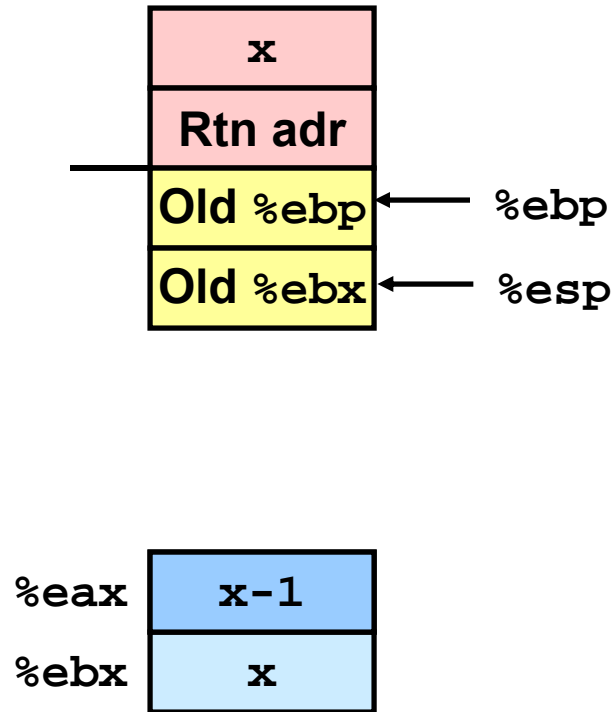 x
Rtn adr
Old %ebp %ebp
Old %ebx %esp
%eax x-1
%ebx x